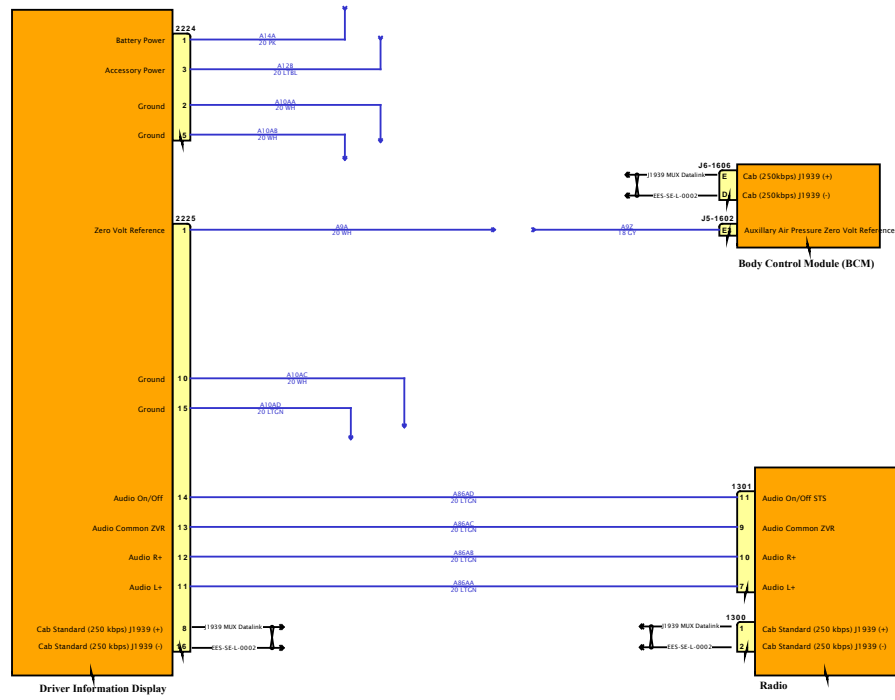 2224
Battery Power 1 A14A
20 PK
Accessory Power 3 A12B
20 LTBL
Ground 2 A10AA
20 WH
Ground 5 A10AB
20 WH
J6-1606
J1939 MUX Datalink E Cab (250kbps) J1939 (+)
EES-SE-L-0002 D Cab (250 kbps) J1939 (-)
2225
J5-1602
Zero Volt Reference 1 A9A
20 WH
A9Z
18 GY
Auxillary Air Pressure Zero Volt Reference
Body Control Module (BCM)
Ground 10 A10AC
20 WH
Ground 15 A10AD
20 LTGN
1301
Audio On/Off 14 A86AD 11 Audio On/Off STS
20 LTGN
Audio Common ZVR 13 A86AC 9 Audio Common ZVR
20 LTGN
Audio R+ 12 A86AB 10 Audio R+
20 LTGN
Audio L+ 11 A86AA 7 Audio L+
20 LTGN
1300
Cab Standard (250 kbps) J1939 (+) 8 J1939 MUX Datalink J1939 MUX Datalink 1 Cab Standard (250 kbps) J1939 (+)
Cab Standard (250 kbps) J1939 (-) 16 EES-SE-L-0002 EES-SE-L-0002 2 Cab Standard (250 kbps) J1939 (-)
Driver Information Display
Radio